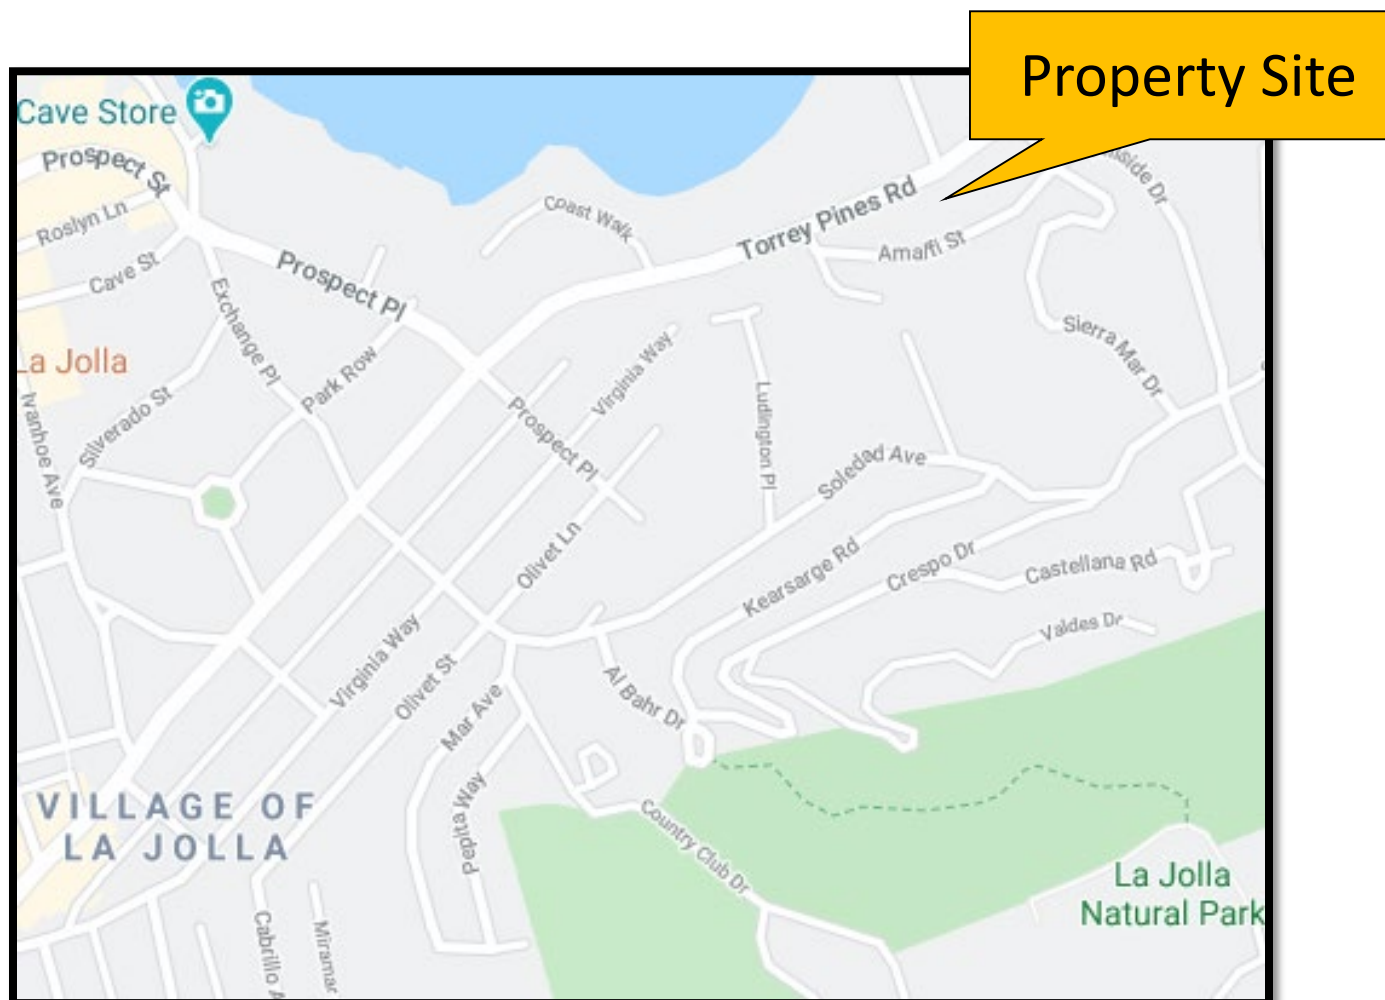 Property Site
Cave Store
Prospect St
Roslyn Ln
Cave St
Prospect Pl
Coast Walk
Torrey Pines Rd
Amalfi St
Exchange Pl
Park Row
La Jolla
Silverado St
Ivanhoe Ave
Virginia Way
Prospect Pl
Ludington Pl
Sierra Mar Dr
Soledad Ave
Olivet Ln
Kearsarge Rd
Crespo Dr
Castellana Rd
Valdes Dr
Virginia Way
Olivet St
Al Bahr Dr
Mar Ave
Pepita Way
VILLAGE OF
LA JOLLA
Country Club Dr
La Jolla
Natural Park
Cabrillo A
Miramar